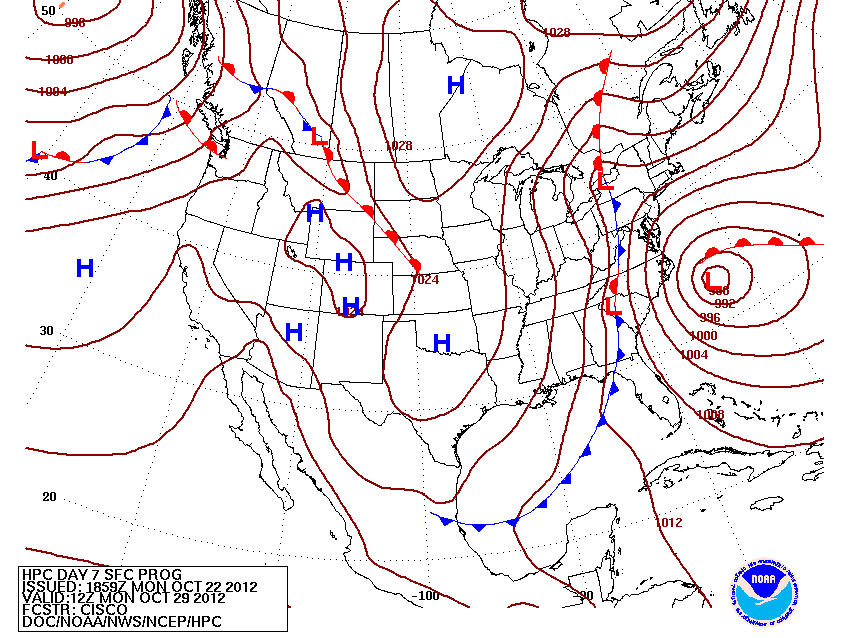 50
996
1000
1004
1028
H
1028
L
L
40
L
H
H
H
1024
H
L
988
992
996
1000
1004
H
1024
L
30
H
H
1008
20
1012
-100
-80
HPC DAY 7 SFC PROG
ISSUED: 1859Z MON OCT 22 2012
VALID:12Z MON OCT 29 2012
FCSTR: CISCO
DOC/NOAA/NWS/NCEP/HPC
NOAA